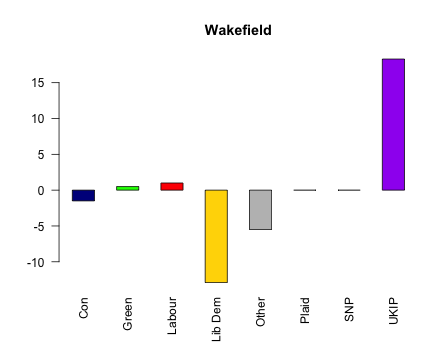 Wakefield
15
10
5
0
-5
-10
Con
Green
Labour
Lib Dem
Other
Plaid
SNP
UKIP